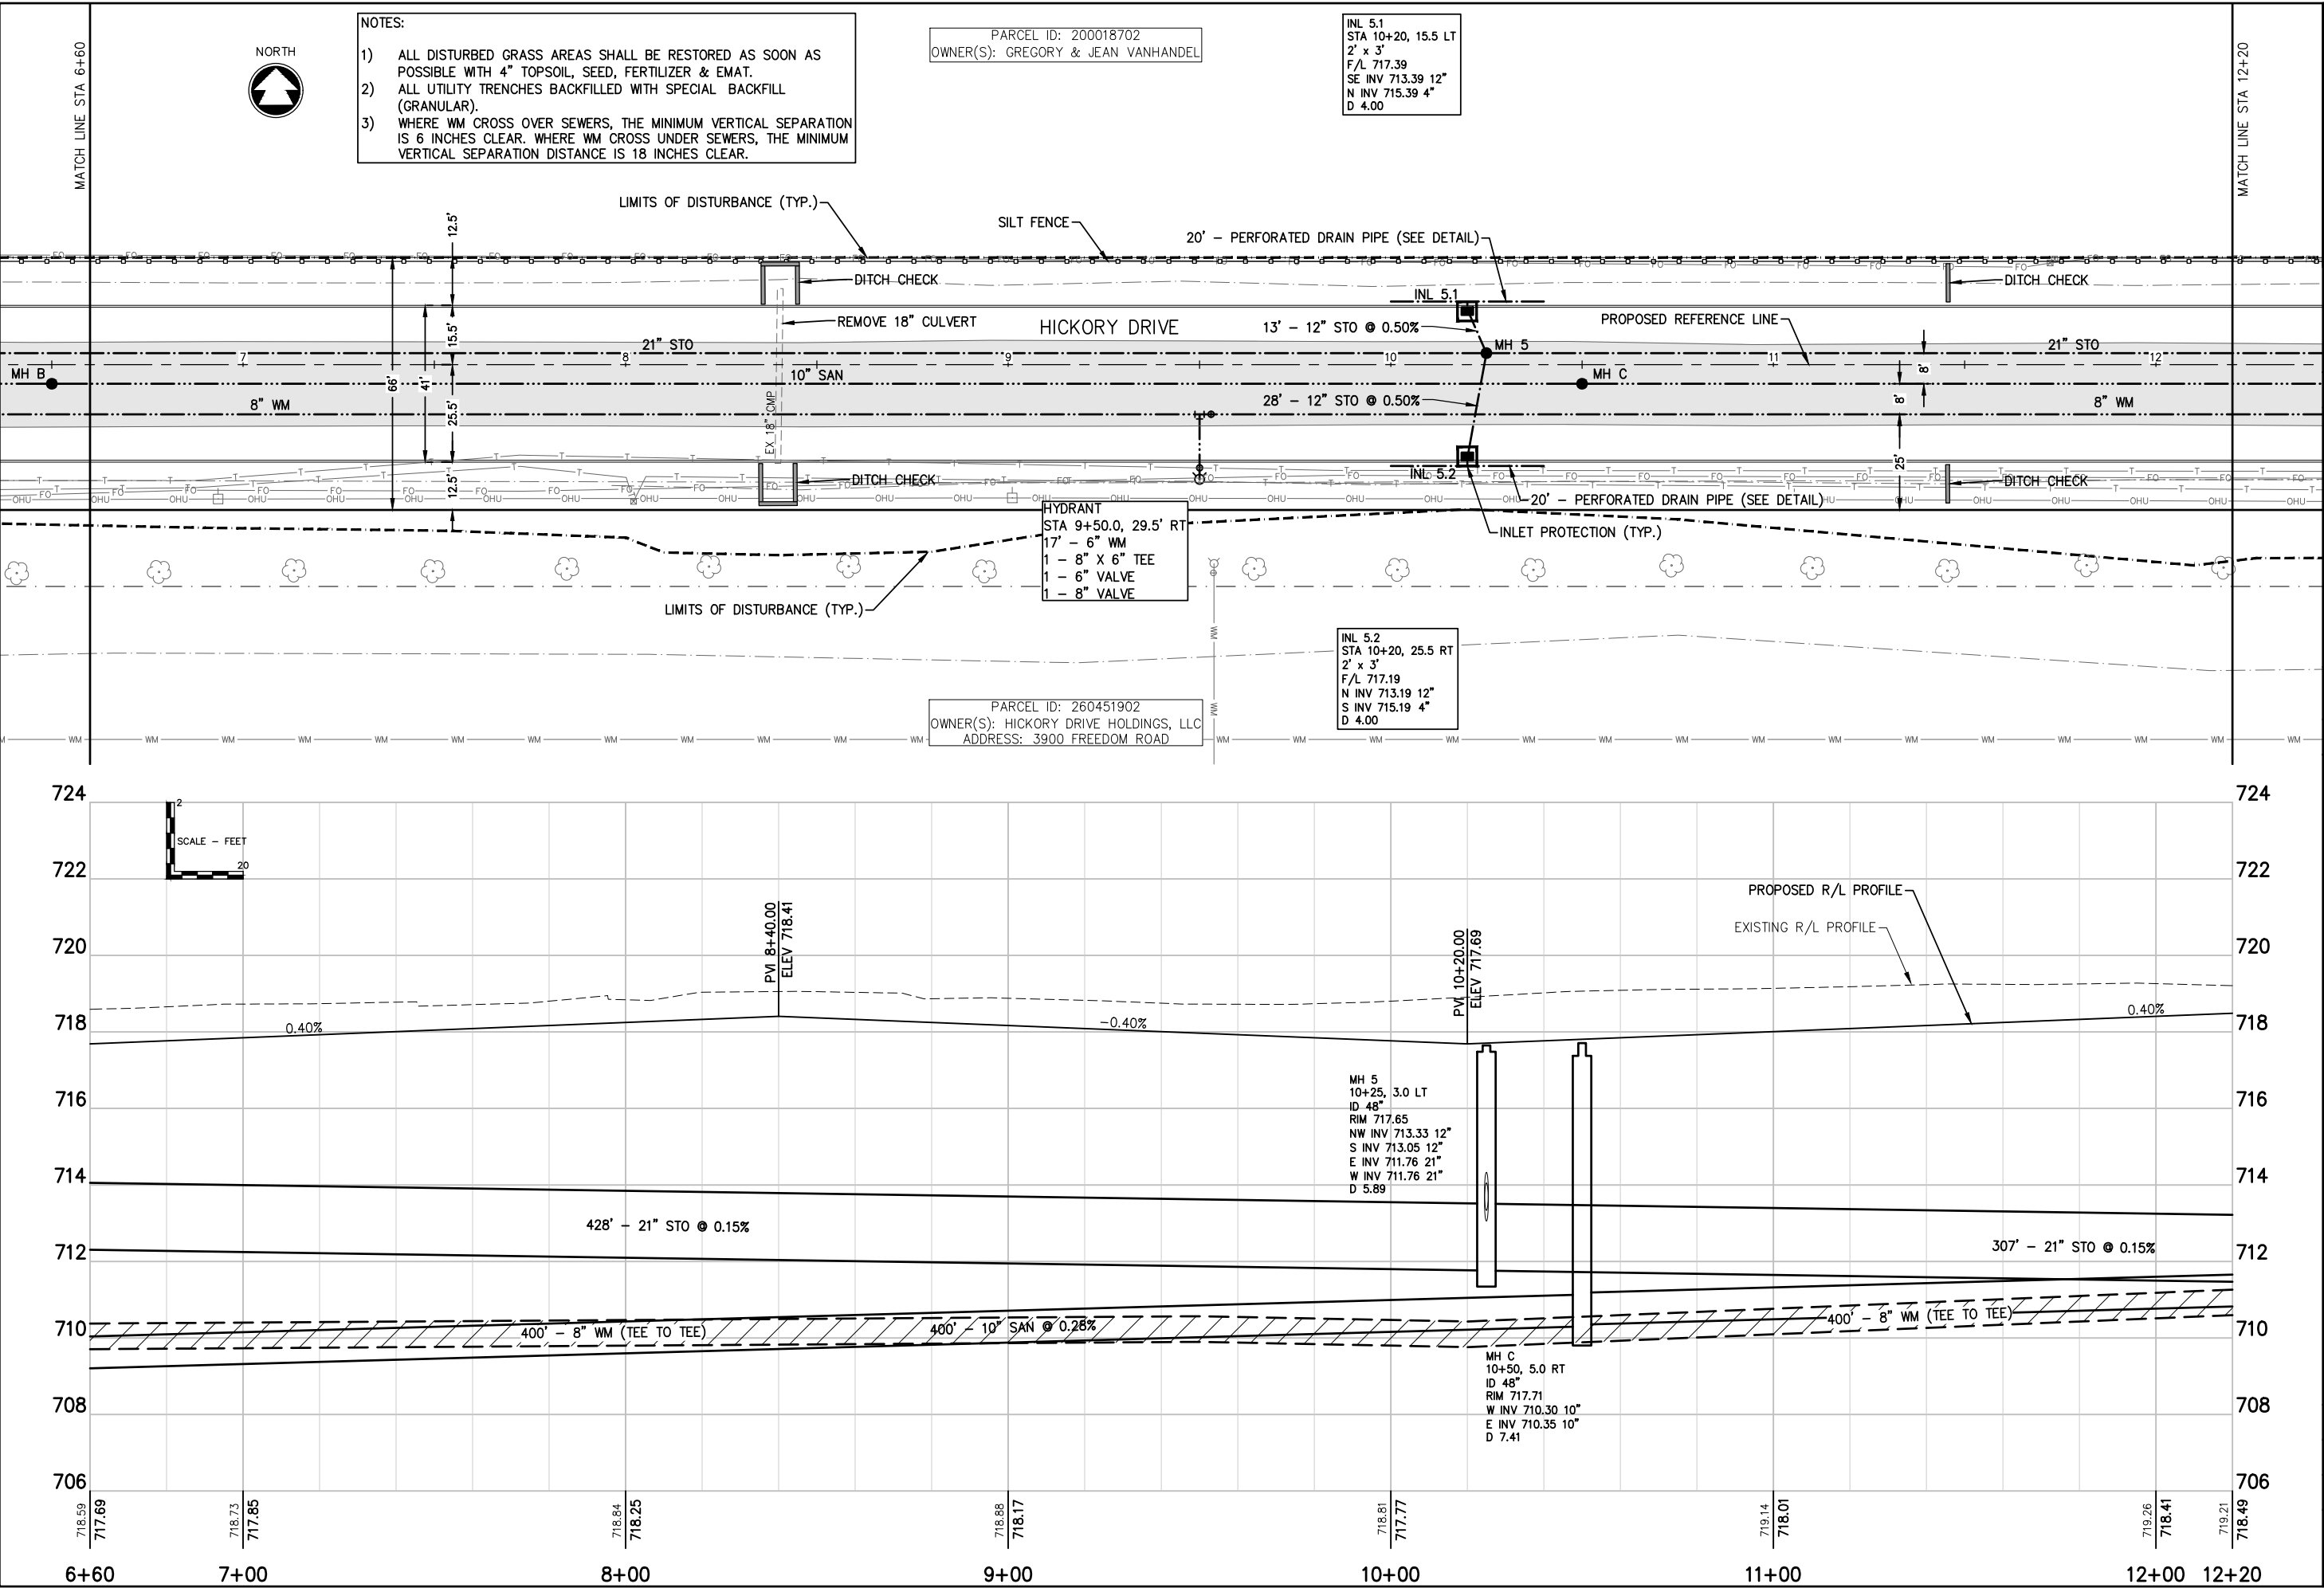 MATCH LINE STA 6+60
NORTH
NOTES:
1) ALL DISTURBED GRASS AREAS SHALL BE RESTORED AS SOON AS
POSSIBLE WITH 4" TOPSOIL, SEED, FERTILIZER & EMAT.
2) ALL UTILITY TRENCHES BACKFILLED WITH SPECIAL BACKFILL
(GRANULAR).
3) WHERE WM CROSS OVER SEWERS, THE MINIMUM VERTICAL SEPARATION
IS 6 INCHES CLEAR. WHERE WM CROSS UNDER SEWERS, THE MINIMUM
VERTICAL SEPARATION DISTANCE IS 18 INCHES CLEAR.
PARCEL ID: 200018702
OWNER(S): GREGORY & JEAN VANHANDEL
INL 5.1
STA 10+20, 15.5 LT
2' x 3'
F/L 717.39
SE INV 713.39 12"
N INV 715.39 4"
D 4.00
MATCH LINE STA 12+20
LIMITS OF DISTURBANCE (TYP.)
SILT FENCE
20' - PERFORATED DRAIN PIPE (SEE DETAIL)
12.5'
DITCH CHECK
DITCH CHECK
INL 5.1
REMOVE 18" CULVERT
HICKORY DRIVE
13' - 12" STO @ 0.50%
PROPOSED REFERENCE LINE
15.5'
21" STO
MH 5
21" STO
7
8
9
10
11
12
MH B
66'
41'
10" SAN
MH C
8'
8" WM
25.5'
EX 18" CMP
28' - 12" STO @ 0.50%
8'
8" WM
12.5'
DITCH CHECK
INL 5.2
25'
DITCH CHECK
20' - PERFORATED DRAIN PIPE (SEE DETAIL)
HYDRANT
STA 9+50.0, 29.5' RT
17' - 6" WM
1 - 8" X 6" TEE
1 - 6" VALVE
1 - 8" VALVE
INLET PROTECTION (TYP.)
LIMITS OF DISTURBANCE (TYP.)
INL 5.2
STA 10+20, 25.5 RT
2' x 3'
F/L 717.19
N INV 713.19 12"
S INV 715.19 4"
D 4.00
PARCEL ID: 260451902
OWNER(S): HICKORY DRIVE HOLDINGS, LLC
ADDRESS: 3900 FREEDOM ROAD
724
724
2
SCALE - FEET
20
722
722
PROPOSED R/L PROFILE
EXISTING R/L PROFILE
PVI 8+40.00
ELEV 718.41
PVI 10+20.00
ELEV 717.69
720
720
718
0.40%
-0.40%
0.40%
718
716
716
MH 5
10+25, 3.0 LT
ID 48"
RIM 717.65
NW INV 713.33 12"
S INV 713.05 12"
E INV 711.76 21"
W INV 711.76 21"
D 5.89
714
714
428' - 21" STO @ 0.15%
307' - 21" STO @ 0.15%
712
712
710
400' - 8" WM (TEE TO TEE)
400' - 10" SAN @ 0.28%
400' - 8" WM (TEE TO TEE)
710
MH C
10+50, 5.0 RT
ID 48"
RIM 717.71
W INV 710.30 10"
E INV 710.35 10"
D 7.41
708
708
706
706
718.59
717.69
718.73
717.85
718.84
718.25
718.88
718.17
718.81
717.77
719.14
718.01
719.26
718.41
719.21
718.49
6+60
7+00
8+00
9+00
10+00
11+00
12+00
12+20